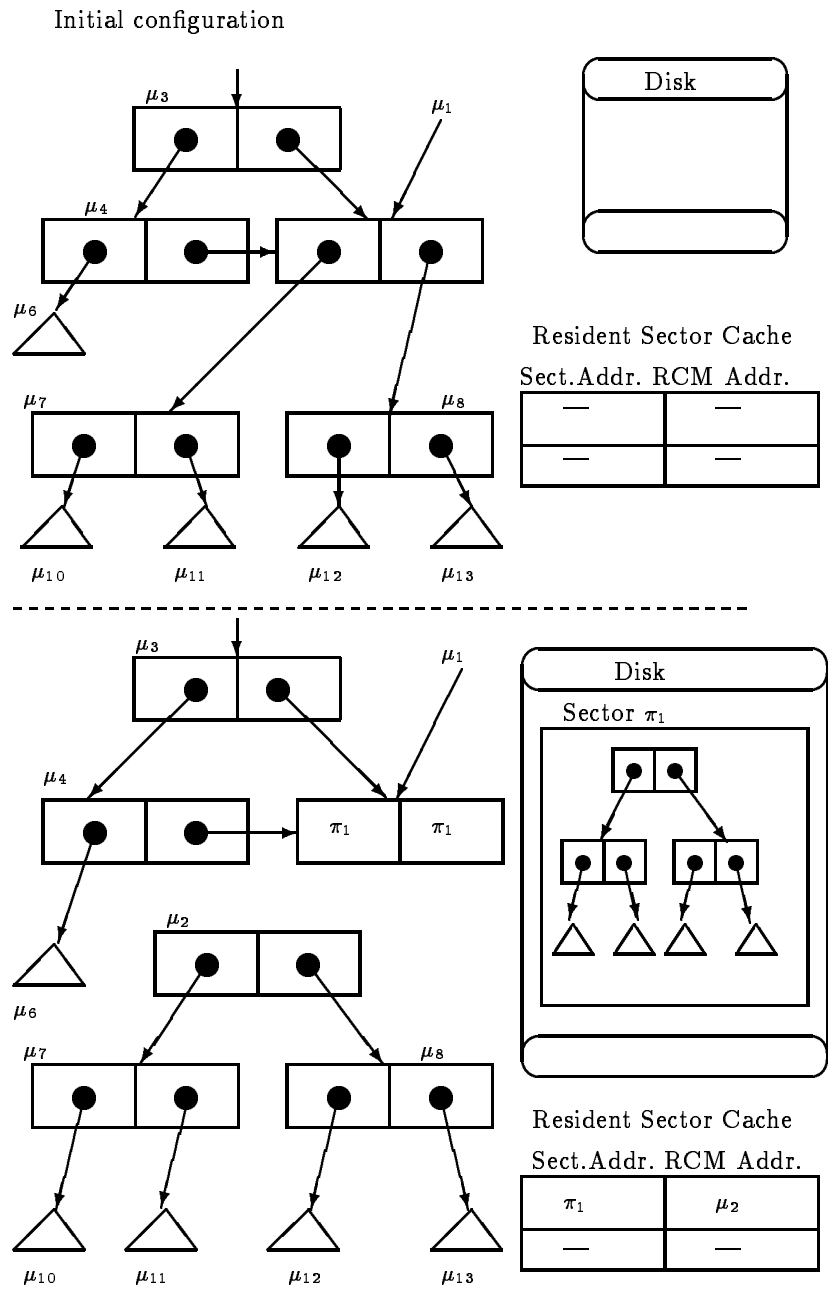 Initial configuration
Disk
μ3
μ1
μ4
μ6
Resident Sector Cache
Sect.Addr. RCM Addr.
— —
— —
μ7
μ8
μ10 μ11 μ12 μ13
μ3
μ1
Disk
Sector π1
μ4
π1 π1
μ2
μ6
μ7
μ8
Resident Sector Cache
Sect.Addr. RCM Addr.
π1 μ2
— —
μ10 μ11 μ12 μ13